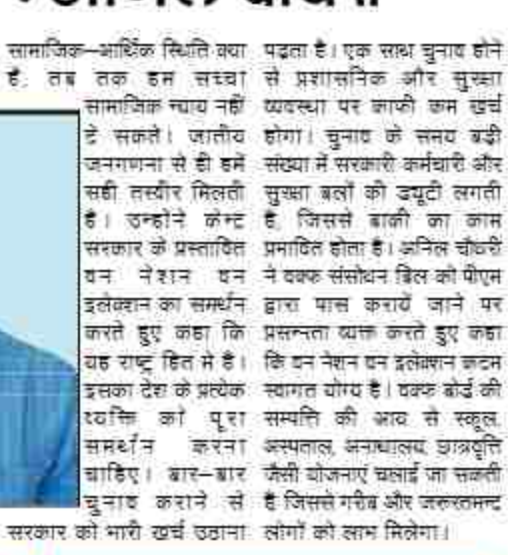 सामाजिक–आर्थिक स्थिति क्या
है, तब तक हम सच्चा
सामाजिक न्याय नहीं
दे सकते। जातीय
जनगणना से ही हमें
सही तस्वीर मिलती
है। उन्होंने केन्द्र
सरकार के प्रस्तावित
वन नेशन वन
इलेक्शन का समर्थन
करते हुए कहा कि
यह राष्ट्र हित में है।
इसका देश के प्रत्येक
व्यक्ति को पूरा
समर्थन करना
चाहिए। बार–बार
चुनाव कराने से
सरकार को भारी खर्च उठाना
पढता है। एक साथ चुनाव होने
से प्रशासनिक और सुरक्षा
व्यवस्था पर काफी कम खर्च
होगा। चुनाव के समय बड़ी
संख्या में सरकारी कर्मचारी और
सुरक्षा बलों की ड्यूटी लगती
है, जिससे बाकी का काम
प्रभावित होता है। अनिल चौधरी
ने वक्फ संसोधन बिल को पीएम
द्वारा पास करायें जाने पर
प्रसन्नता व्यक्त करते हुए कहा
कि वन नेशन वन इलेक्शन कदम
स्वागत योग्य है। वक्फ बोर्ड की
सम्पत्ति की आय से स्कूल,
अस्पताल, अनाथालय, छात्रवृत्ति
जैसी योजनाएं चलाई जा सकती
है जिससे गरीब और जरूरतमन्द
लोगों को लाभ मिलेगा।